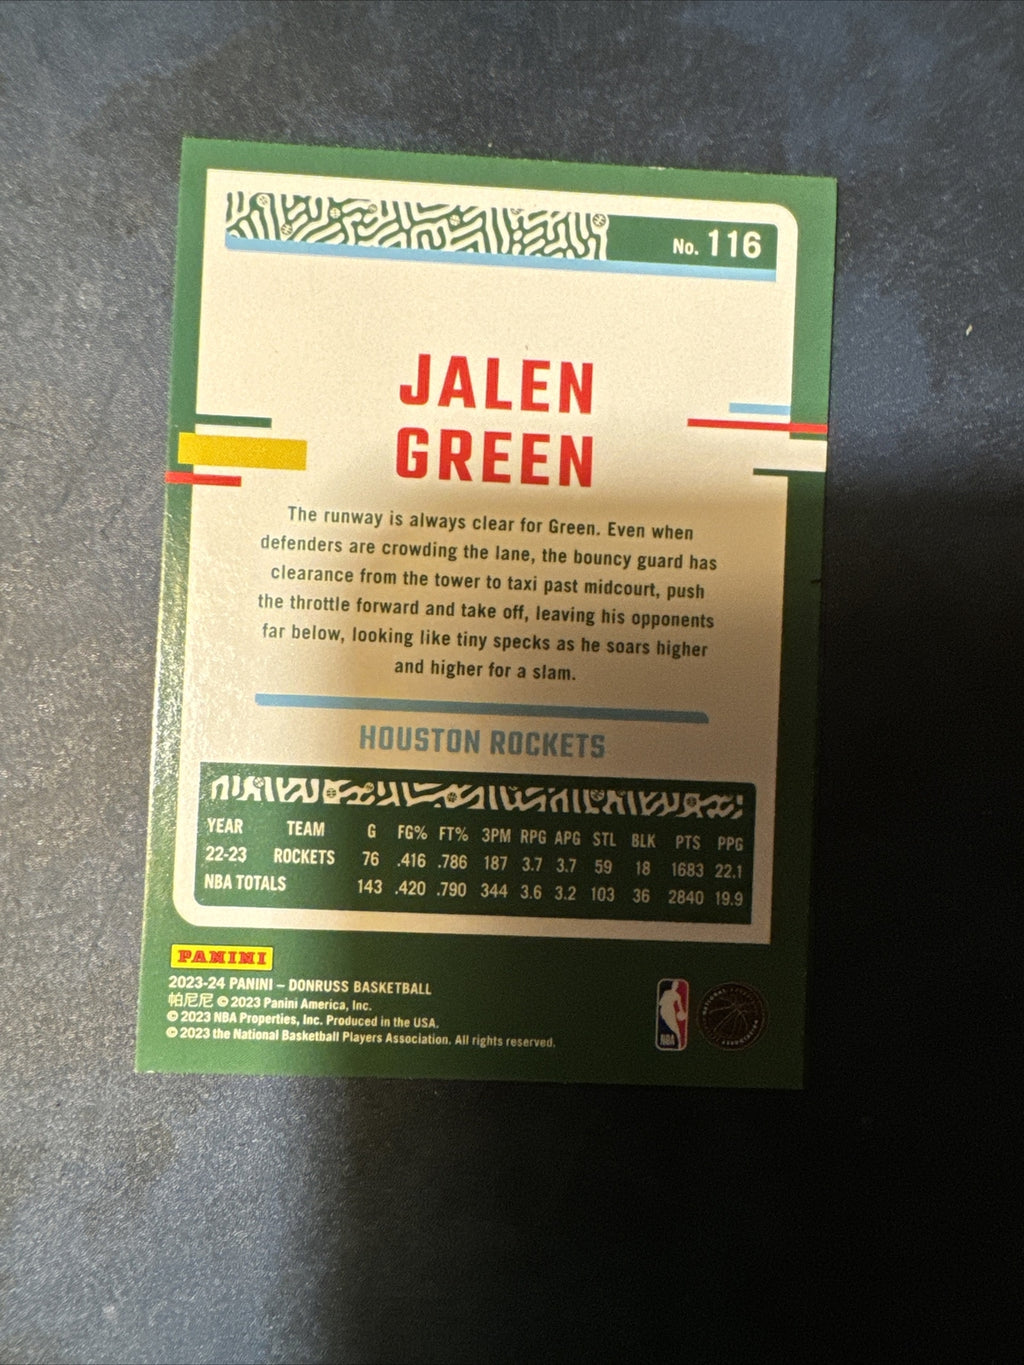 No. 116
JALEN
GREEN
The runway is always clear for Green. Even when
defenders are crowding the lane, the bouncy guard has
clearance from the tower to taxi past midcourt, push
the throttle forward and take off, leaving his opponents
far below, looking like tiny specks as he soars higher
and higher for a slam.
HOUSTON ROCKETS
YEAR TEAM G FG% FT% 3PM RPG APG STL BLK PTS PPG
22-23 ROCKETS 76 .416 .786 187 3.7 3.7 59 18 1683 22.1
NBA TOTALS 143 .420 .790 344 3.6 3.2 103 36 2840 19.9
PANINI
2023-24 PANINI – DONRUSS BASKETBALL
帕尼尼 © 2023 Panini America, Inc.
© 2023 NBA Properties, Inc. Produced in the USA.
© 2023 the National Basketball Players Association. All rights reserved.
NBA